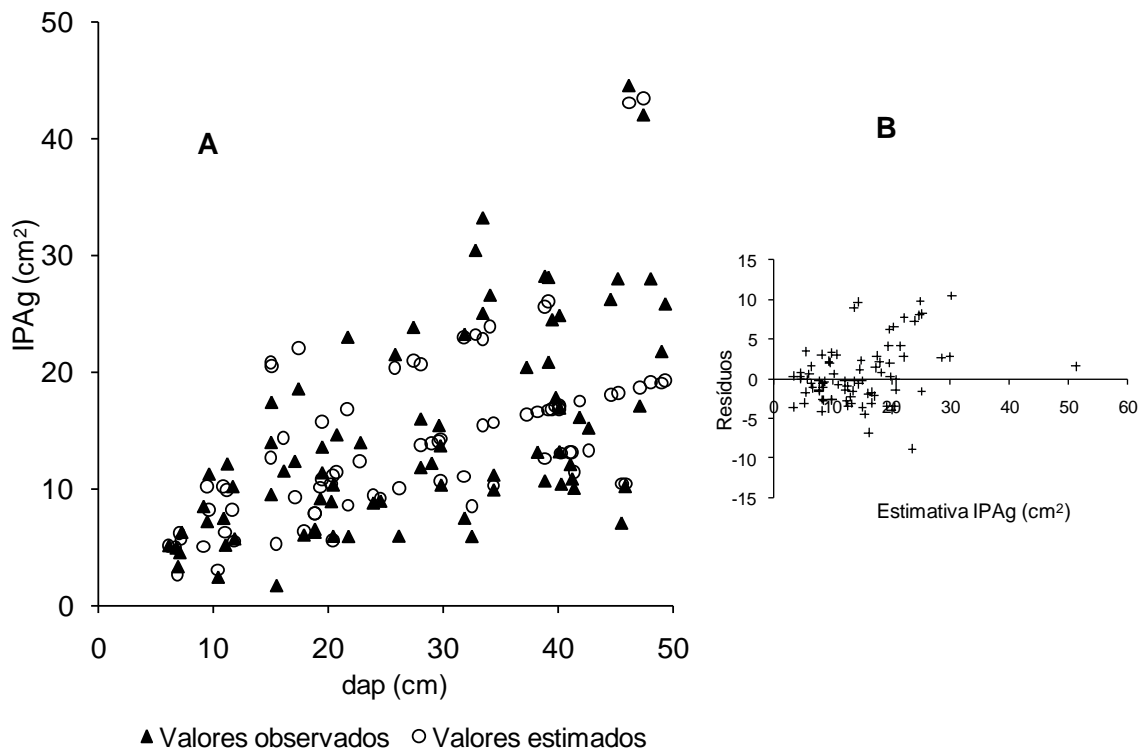 50
40
30
20
10
0
IPAg (cm²)
A
0 10 20 30 40 50
dap (cm)
▲ Valores observados ○ Valores estimados
B
15
10
5
0
-5
-10
-15
Resíduos
0 10 20 30 40 50 60
Estimativa IPAg (cm²)